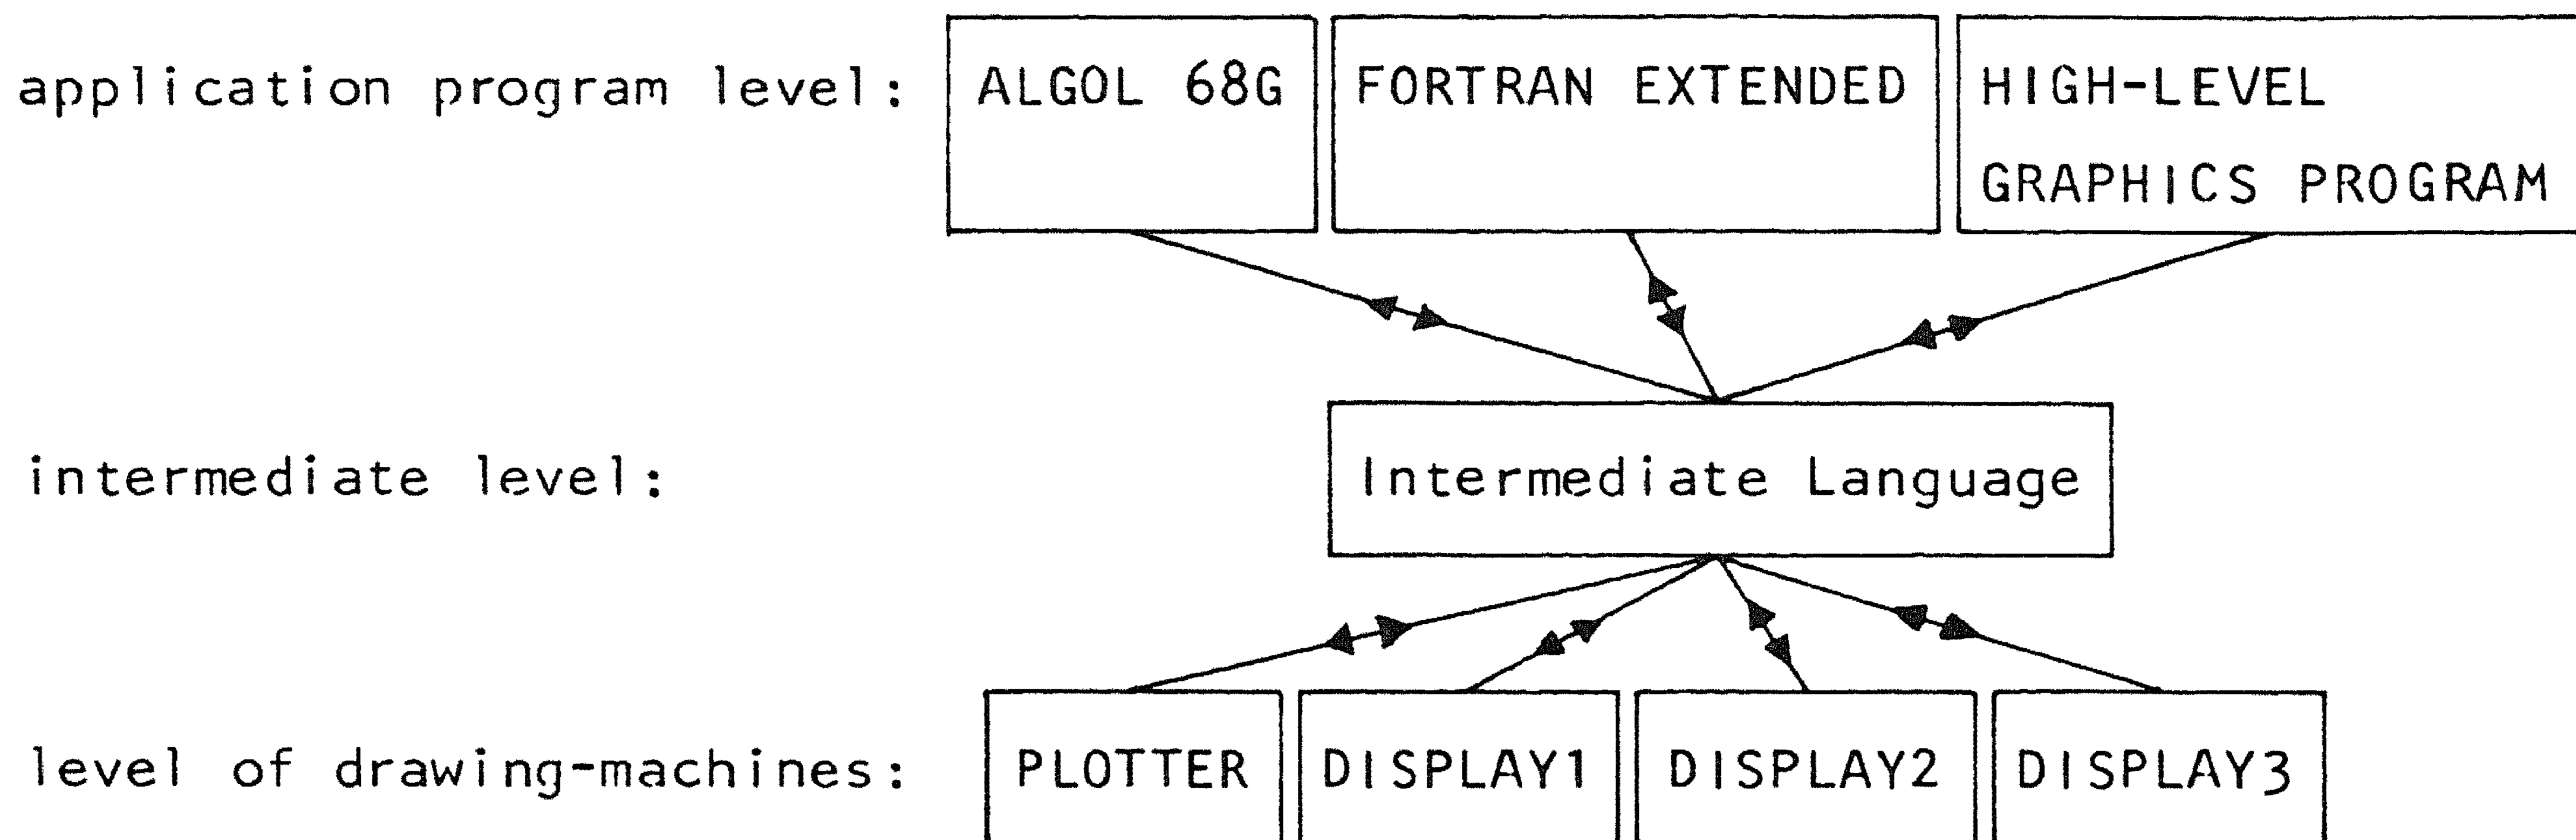 application program level: ALGOL 68G FORTRAN EXTENDED HIGH-LEVEL
GRAPHICS PROGRAM
intermediate level: Intermediate Language
level of drawing-machines: PLOTTER DISPLAY1 DISPLAY2 DISPLAY3